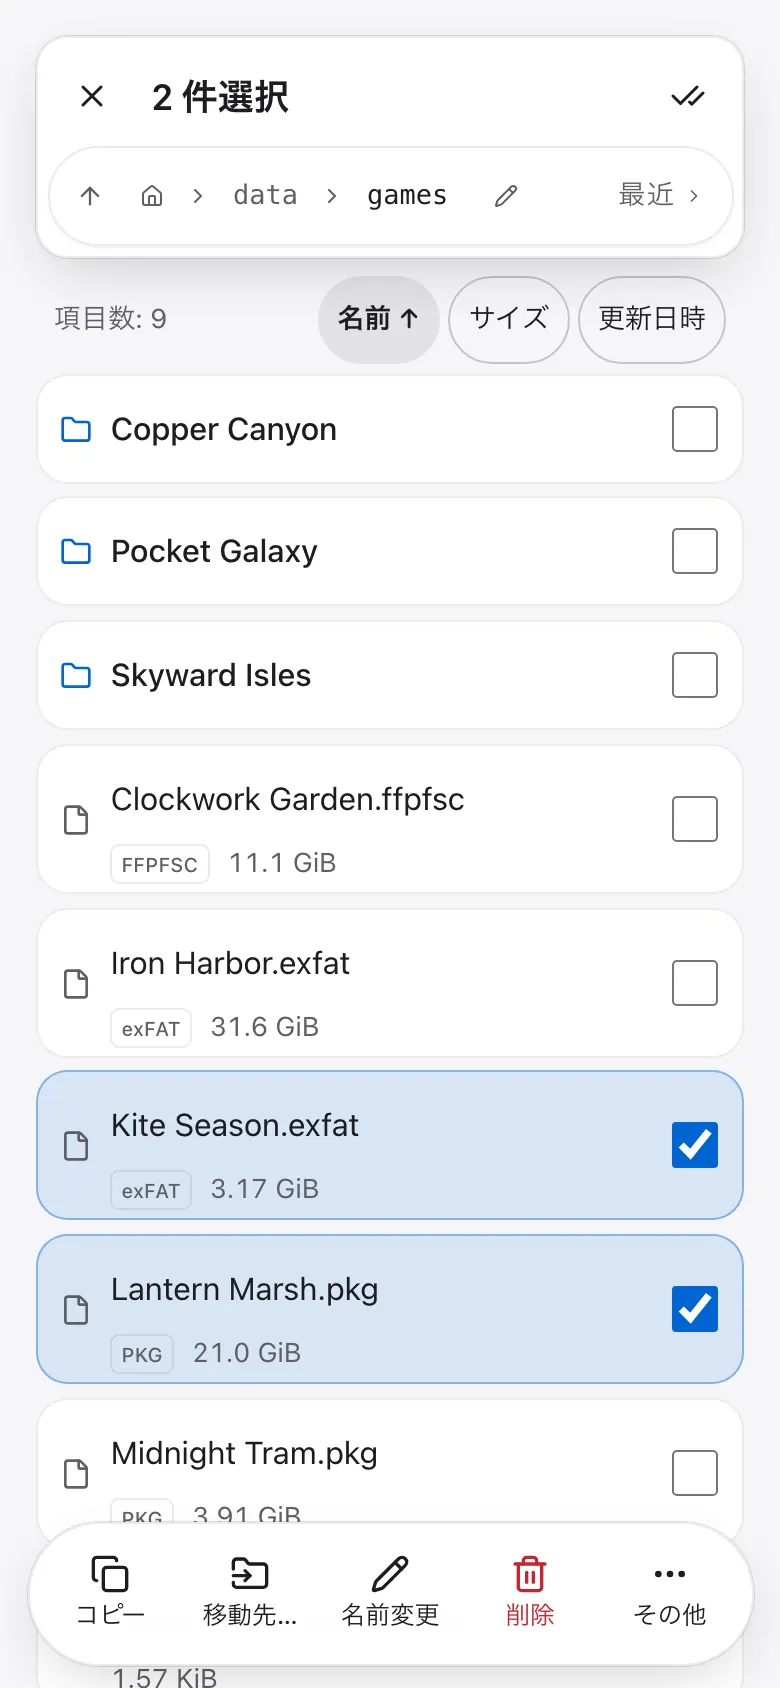 2 件選択
data
games
最近
項目数: 9
名前 ↑
サイズ
更新日時
Copper Canyon
Pocket Galaxy
Skyward Isles
Clockwork Garden.ffpfsc
FFPFSC 11.1 GiB
Iron Harbor.exfat
exFAT 31.6 GiB
Kite Season.exfat
exFAT 3.17 GiB
Lantern Marsh.pkg
PKG 21.0 GiB
Midnight Tram.pkg
PKG 3.91 GiB
コピー
移動先...
名前変更
削除
その他
1.57 KiB